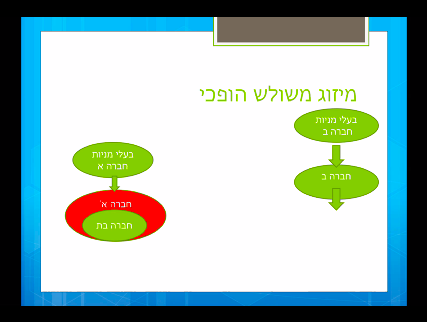 מיזוג משולש הופכי
בעלי מניות
חברה ב
חברה ב
בעלי מניות
חברה א
חברה א'
חברה בת